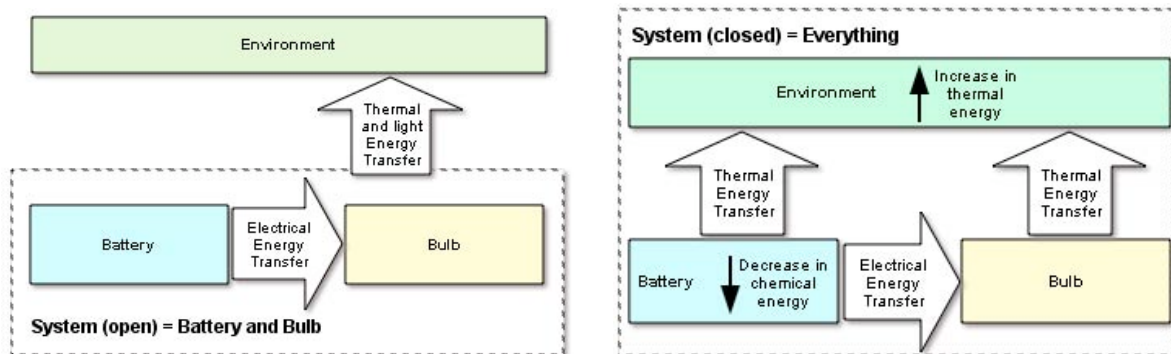 Environment
Thermal
and light
Energy
Transfer
Battery
Electrical
Energy
Transfer
Bulb
System (open) = Battery and Bulb
System (closed) = Everything
Environment
Increase in
thermal
energy
Thermal
Energy
Transfer
Thermal
Energy
Transfer
Battery
Decrease in
chemical
energy
Electrical
Energy
Transfer
Bulb